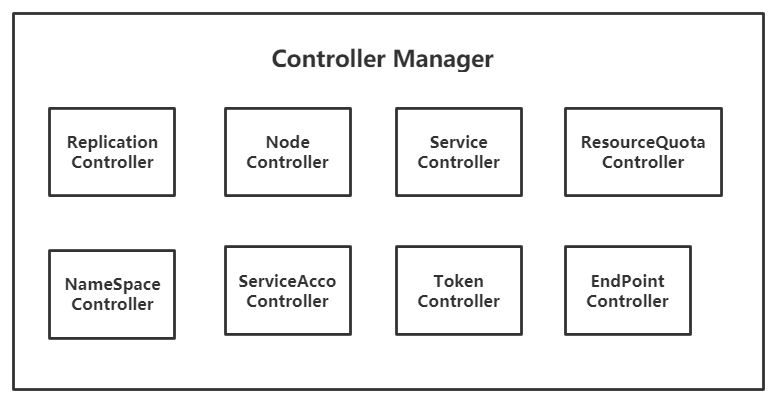 Controller Manager
Replication
Controller
Node
Controller
Service
Controller
ResourceQuota
Controller
NameSpace
Controller
ServiceAcco
Controller
Token
Controller
EndPoint
Controller